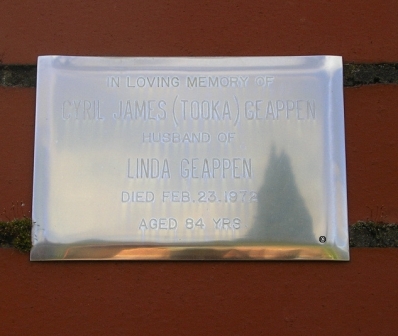 IN LOVING MEMORY OF
CYRIL JAMES (TOOKA) GEAPPEN
HUSBAND OF
LINDA GEAPPEN
DIED FEB. 23. 1972
AGED 84 YRS